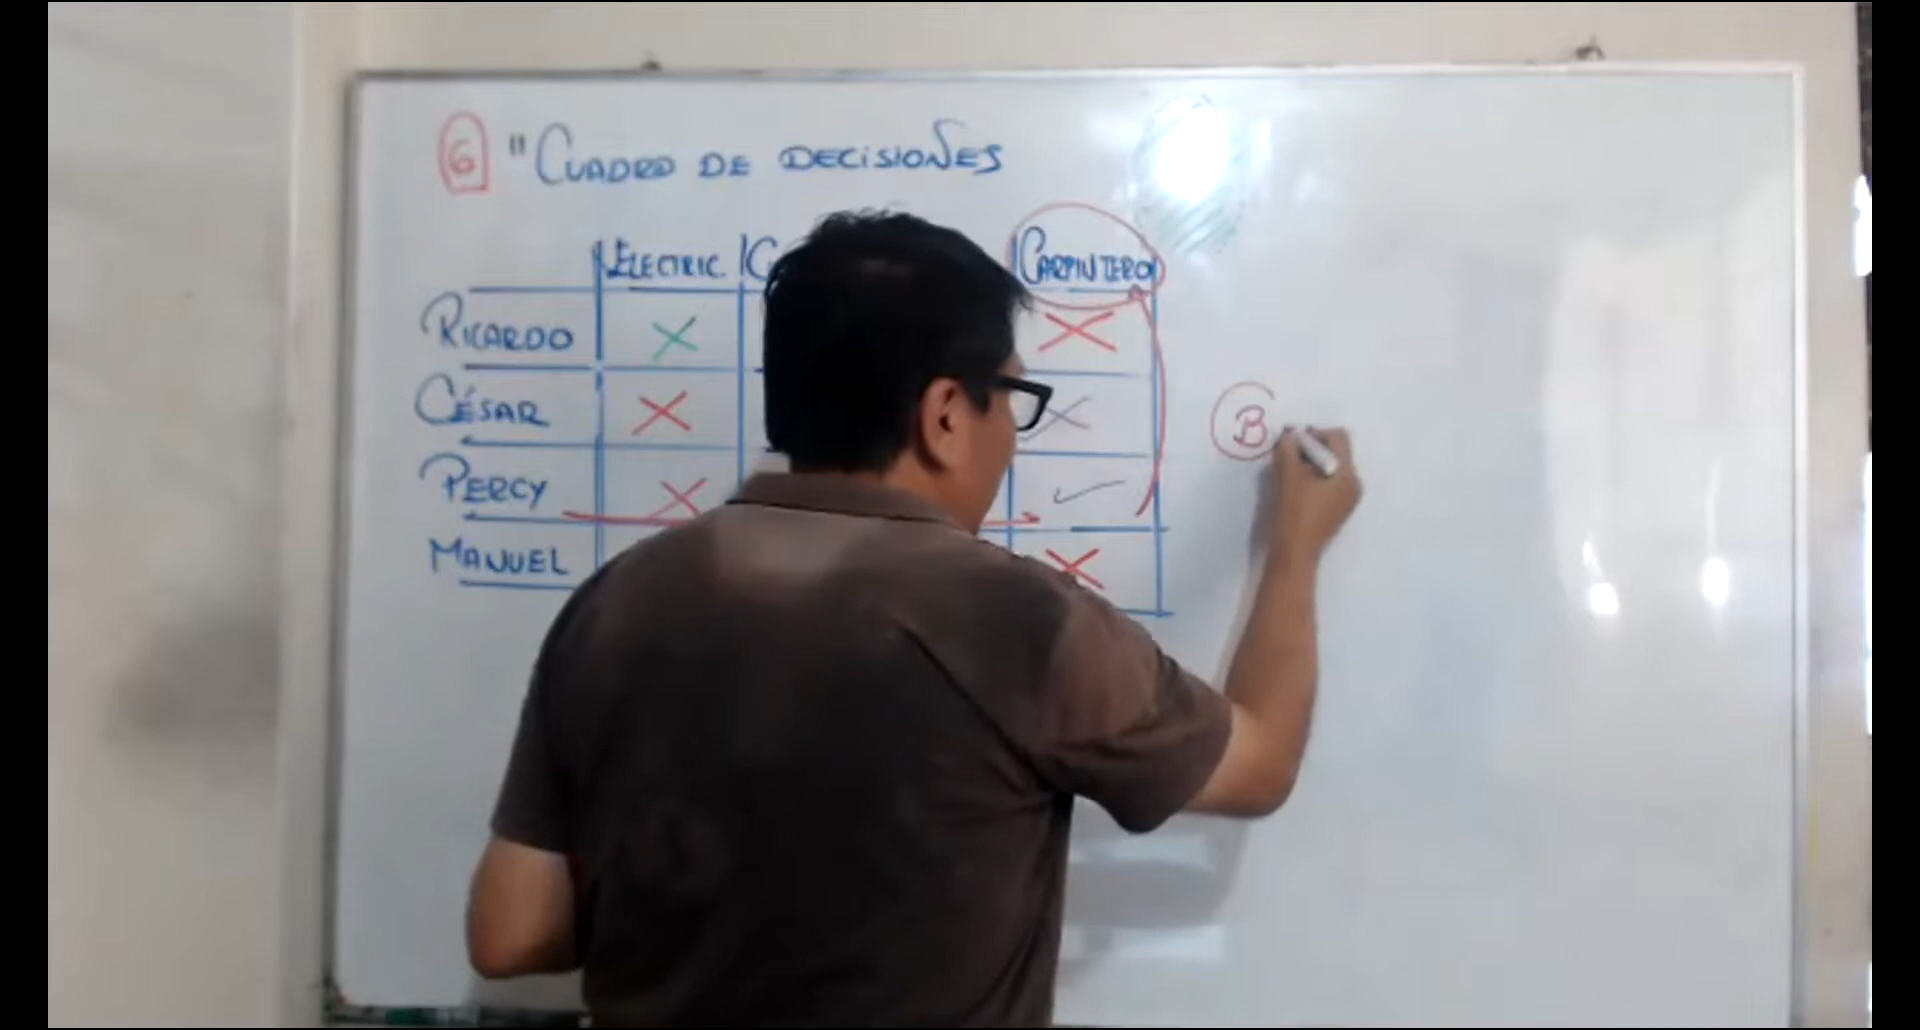 6 "CUADRO DE DECISIONES
ELECTRIC. CARPINTERO
RICARDO X X
CÉSAR X X
PERCY X ✓
MANUEL X
B